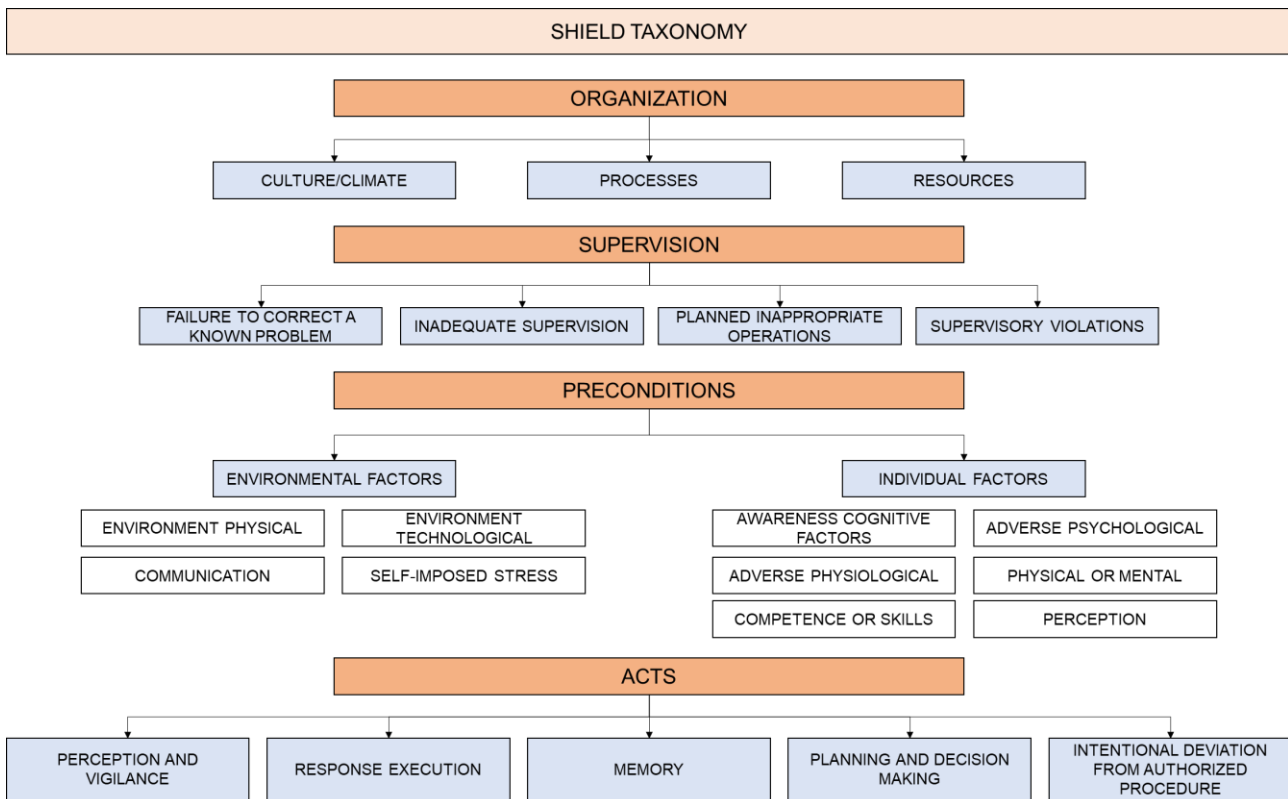 SHIELD TAXONOMY
ORGANIZATION
CULTURE/CLIMATE
PROCESSES
RESOURCES
SUPERVISION
FAILURE TO CORRECT A
KNOWN PROBLEM
INADEQUATE SUPERVISION
PLANNED INAPPROPRIATE
OPERATIONS
SUPERVISORY VIOLATIONS
PRECONDITIONS
ENVIRONMENTAL FACTORS
ENVIRONMENT PHYSICAL
ENVIRONMENT
TECHNOLOGICAL
COMMUNICATION
SELF-IMPOSED STRESS
INDIVIDUAL FACTORS
AWARENESS COGNITIVE
FACTORS
ADVERSE PSYCHOLOGICAL
ADVERSE PHYSIOLOGICAL
PHYSICAL OR MENTAL
COMPETENCE OR SKILLS
PERCEPTION
ACTS
PERCEPTION AND
VIGILANCE
RESPONSE EXECUTION
MEMORY
PLANNING AND DECISION
MAKING
INTENTIONAL DEVIATION
FROM AUTHORIZED
PROCEDURE